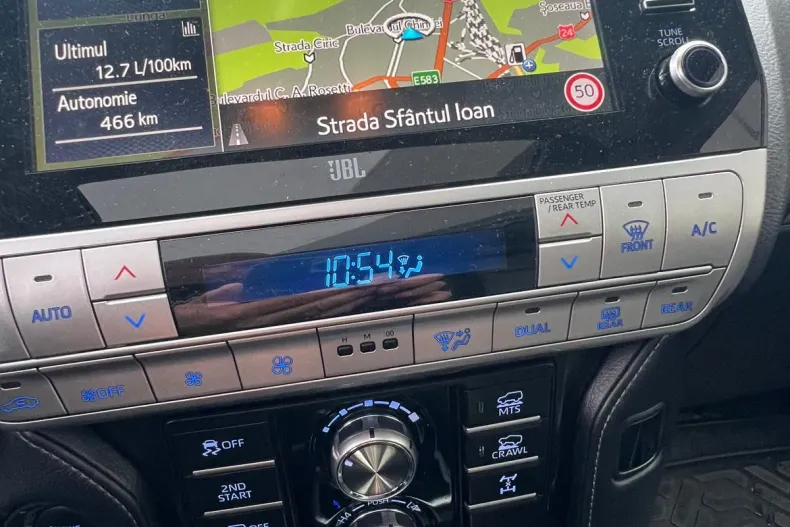 Lunga
Ultimul
12.7 L/100km
Autonomie
466 km
Strada Ciric
Bulevardul Chimiei
Șoseaua
24
E583
50
Strada Sfântul Ioan
TUNE
SCROLL
JBL
PASSENGER
/ REAR TEMP
10:54
FRONT
A/C
AUTO
H M 00
DUAL
REAR
REAR
OFF
OFF
2ND
START
OFF
PUSH
MTS
CRAWL